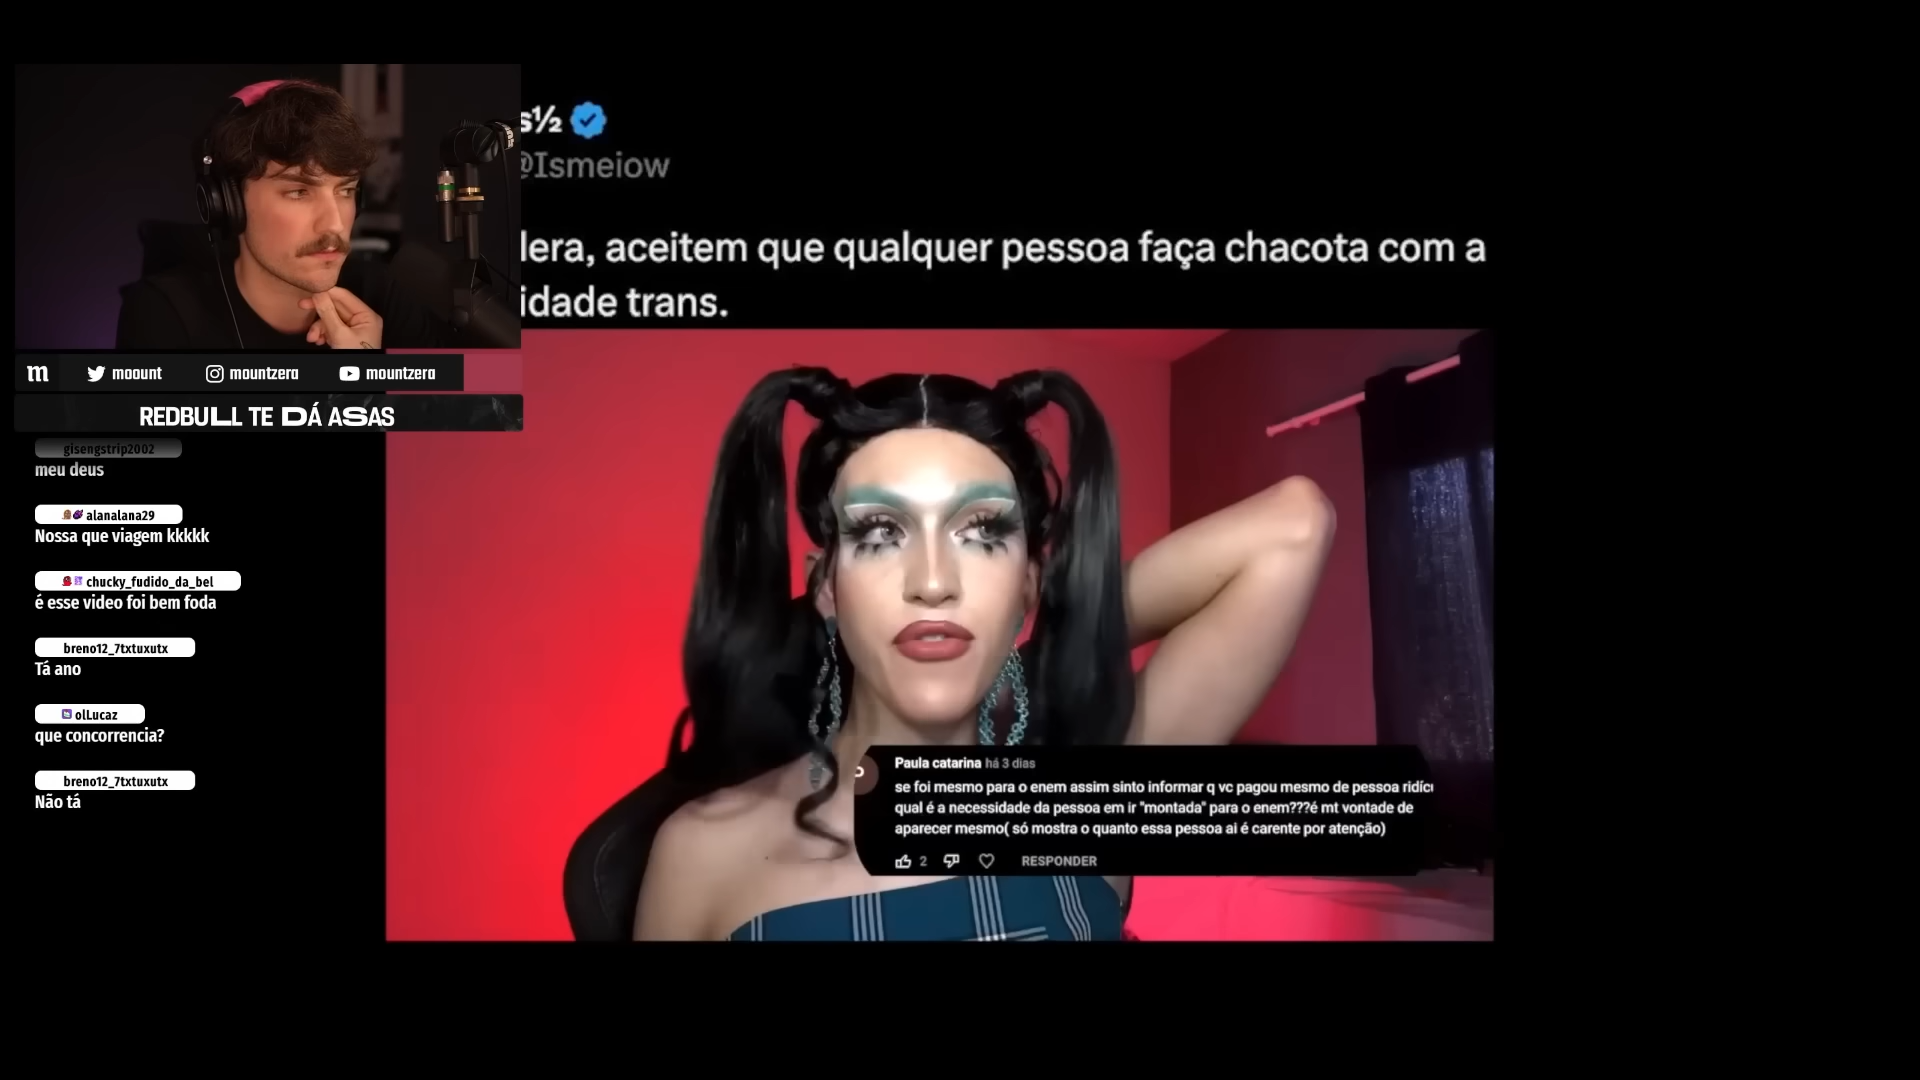 s½
@Ismeiow
lera, aceitem que qualquer pessoa faça chacota com a
idade trans.
m moount mountzera mountzera
REDBULL TE DÁ ASAS
gisengstrip2002
meu deus
alanalana29
Nossa que viagem kkkkk
chucky_fudido_da_bel
é esse video foi bem foda
breno12_7txtuxutx
Tá ano
olLucaz
que concorrencia?
breno12_7txtuxutx
Não tá
Paula catarina há 3 dias
se foi mesmo para o enem assim sinto informar q vc pagou mesmo de pessoa ridícu
qual é a necessidade da pessoa em ir "montada" para o enem???é mt vontade de
aparecer mesmo( só mostra o quanto essa pessoa ai é carente por atenção)
2 RESPONDER